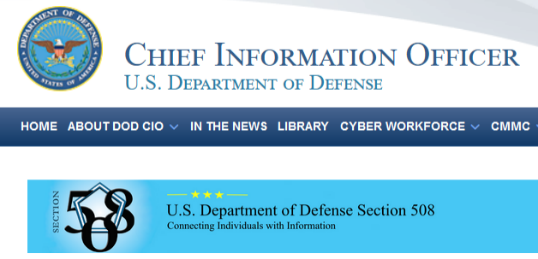 DEPARTMENT OF DEFENSE
UNITED STATES OF AMERICA
CHIEF INFORMATION OFFICER
U.S. DEPARTMENT OF DEFENSE
HOME ABOUT DOD CIO IN THE NEWS LIBRARY CYBER WORKFORCE CMMC
SECTION
508
U.S. Department of Defense Section 508
Connecting Individuals with Information